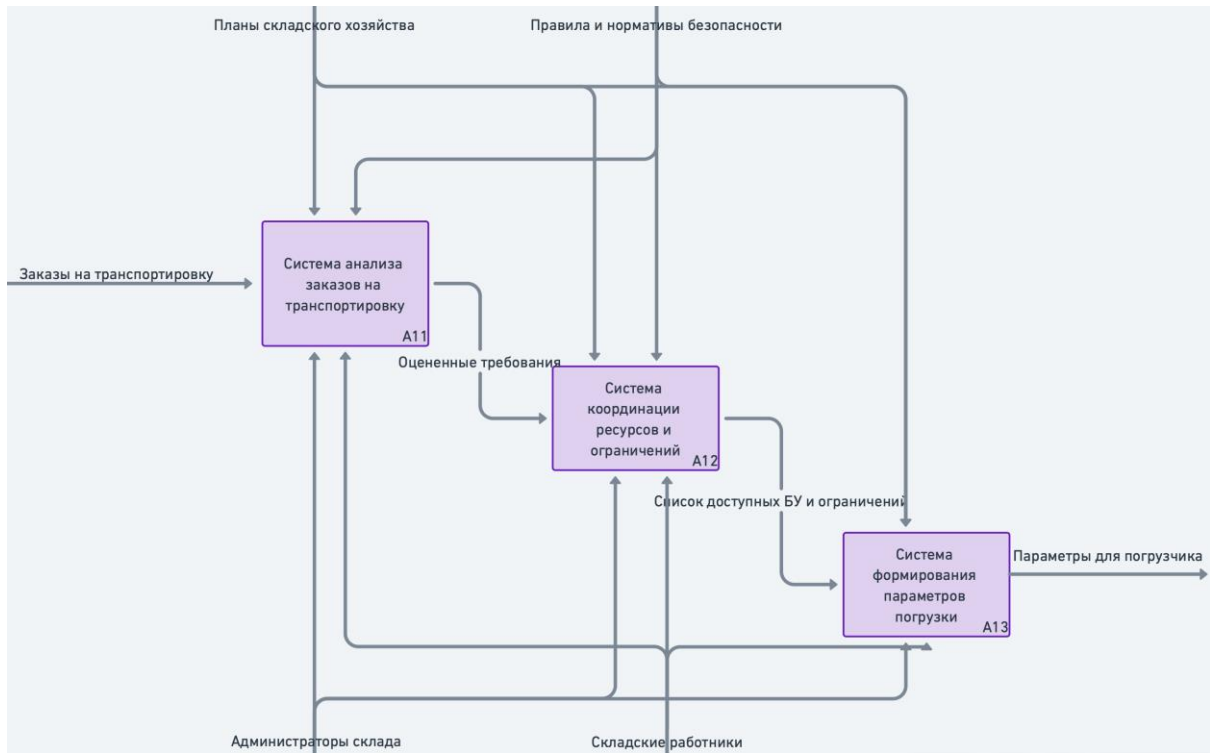 Планы складского хозяйства
Правила и нормативы безопасности
Заказы на транспортировку
Система анализа
заказов на
транспортировку
A11
Оцененные требования
Система
координации
ресурсов и
ограничений
A12
Список доступных БУ и ограничений
Система
формирования
параметров
погрузки
A13
Параметры для погрузчика
Администраторы склада
Складские работники